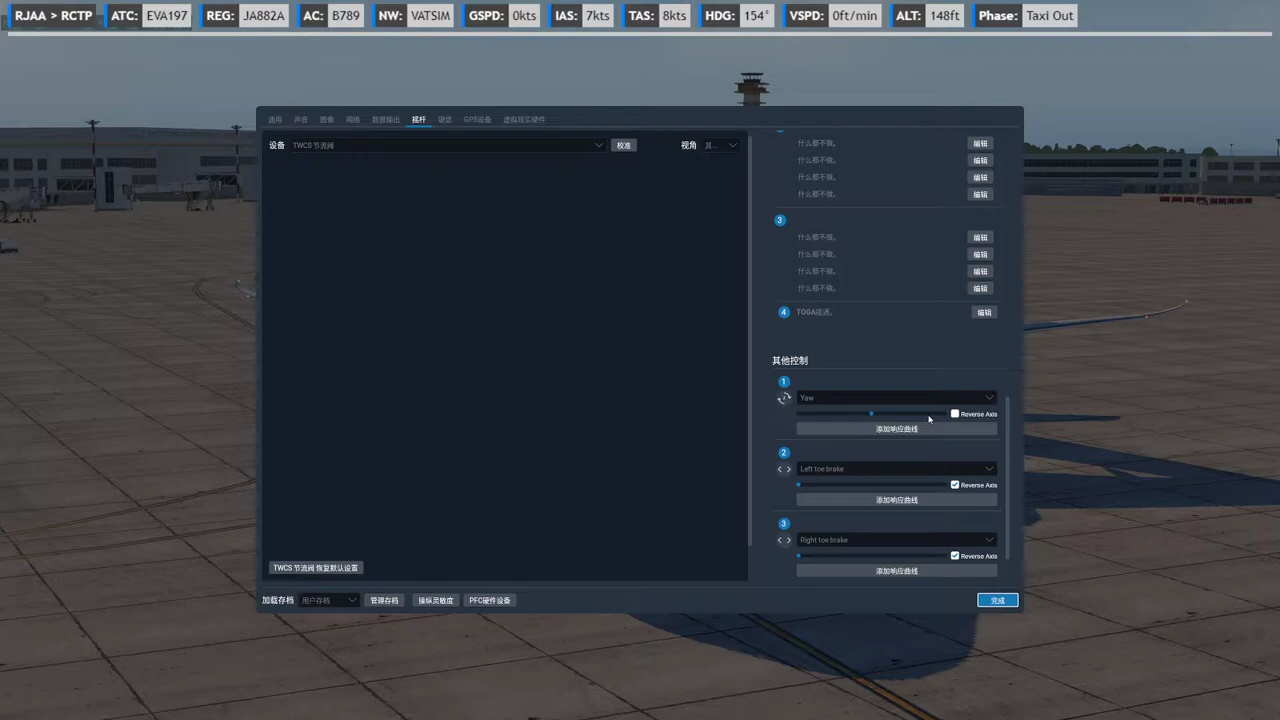 RJAA > RCTP ATC: EVA197 REG: JA882A AC: B789 NW: VATSIM GSPD: 0kts IAS: 7kts TAS: 8kts HDG: 154° VSPD: 0ft/min ALT: 148ft Phase: Taxi Out
通用 声音 图像 网络 数据输出 摇杆 键盘 GPS设备 虚拟现实硬件
设备 TWCS 节流阀 校准 视角 其...
什么都不做。 编辑
什么都不做。 编辑
什么都不做。 编辑
什么都不做。 编辑
3
什么都不做。 编辑
什么都不做。 编辑
什么都不做。 编辑
什么都不做。 编辑
4 TOGA接通。 编辑
其他控制
1
Yaw
Reverse Axis
添加响应曲线
2
Left toe brake
Reverse Axis
添加响应曲线
3
Right toe brake
Reverse Axis
添加响应曲线
TWCS 节流阀 恢复默认设置
加载存档 用户存档 管理存档 操纵灵敏度 PFC硬件设备 完成